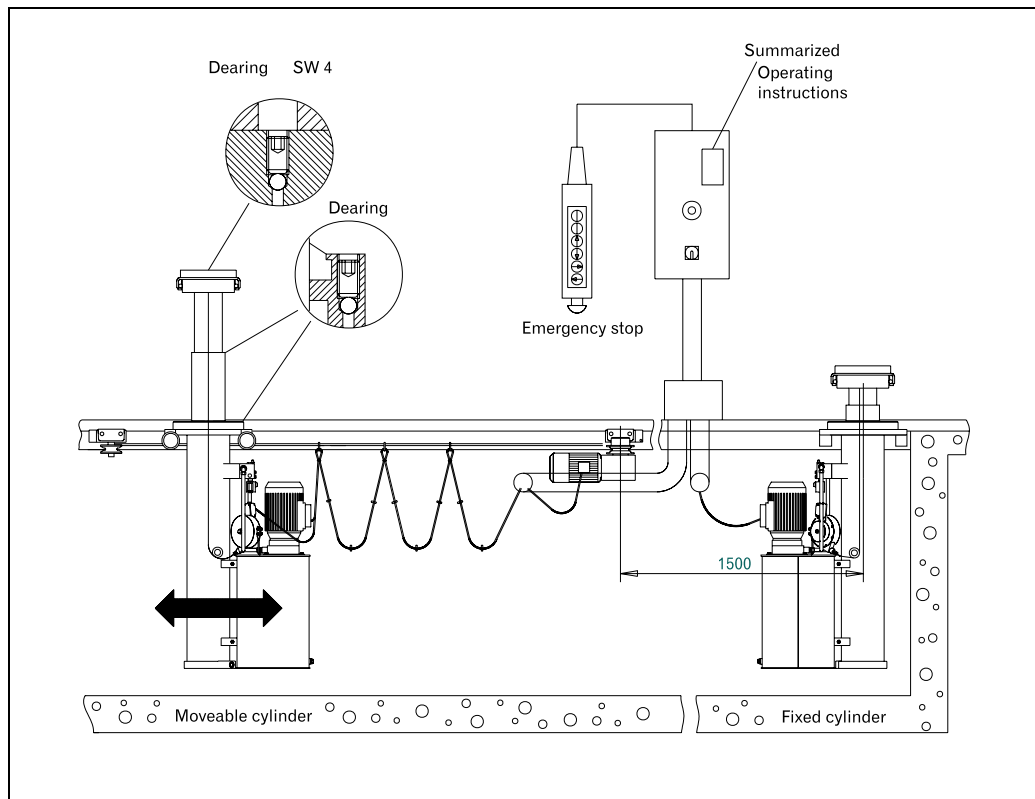 Summarized
Operating
instructions
Dearing SW 4
Dearing
Emergency stop
1500
Moveable cylinder
Fixed cylinder